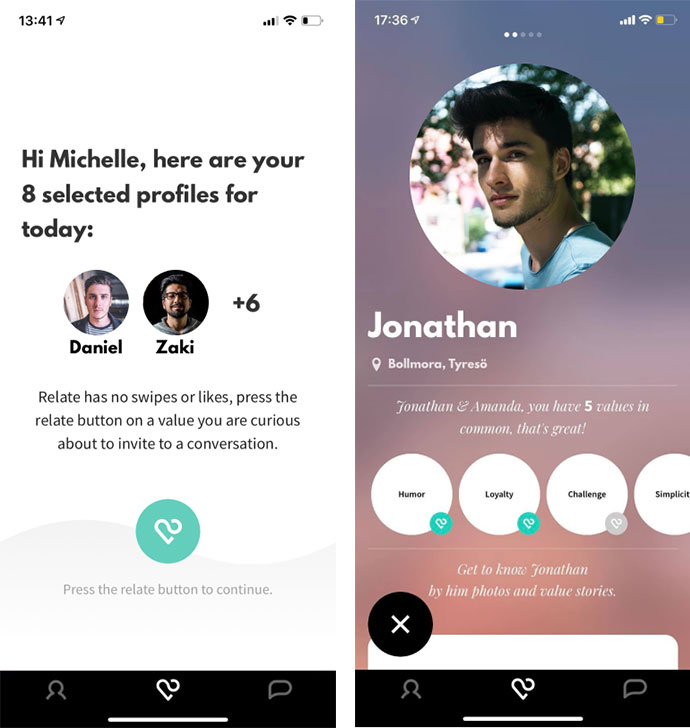 13:41
Hi Michelle, here are your
8 selected profiles for
today:
Daniel
Zaki
+6
Relate has no swipes or likes, press the
relate button on a value you are curious
about to invite to a conversation.
Press the relate button to continue.
17:36
Jonathan
Bollmora, Tyresö
Jonathan & Amanda, you have 5 values in
common, that's great!
Humor
Loyalty
Challenge
Simplicit
Get to know Jonathan
by him photos and value stories.